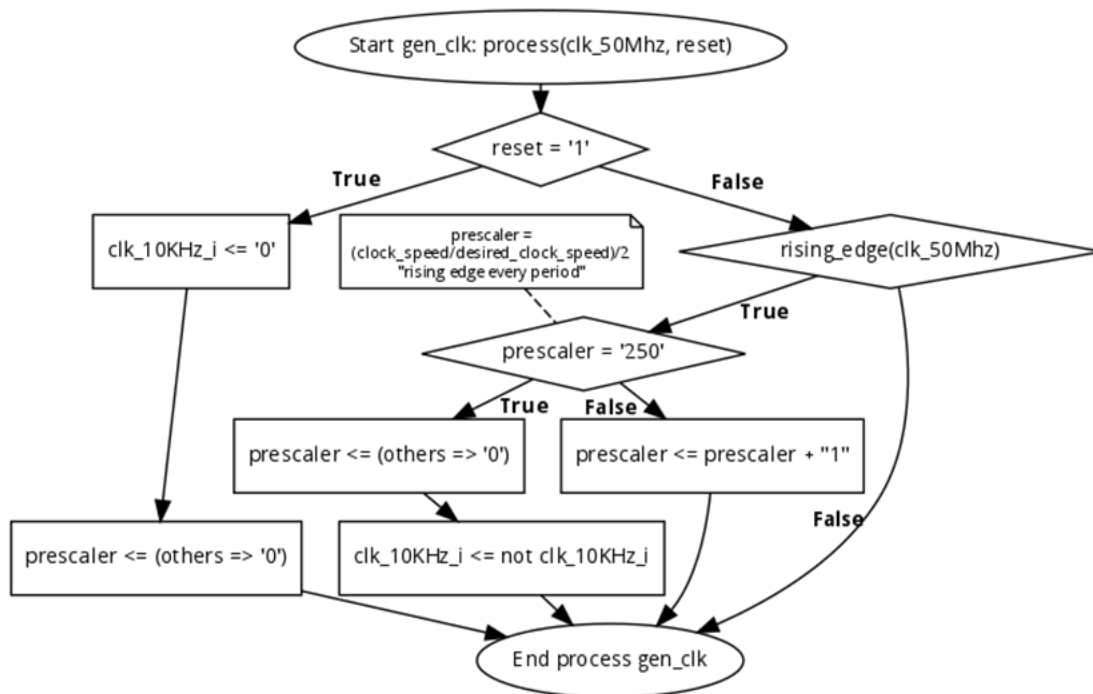 Start gen_clk: process(clk_50Mhz, reset)
reset = '1'
True
False
clk_10KHz_i <= '0'
prescaler =
(clock_speed/desired_clock_speed)/2
"rising edge every period"
rising_edge(clk_50Mhz)
True
prescaler = '250'
True
False
prescaler <= (others => '0')
prescaler <= prescaler + "1"
False
prescaler <= (others => '0')
clk_10KHz_i <= not clk_10KHz_i
End process gen_clk